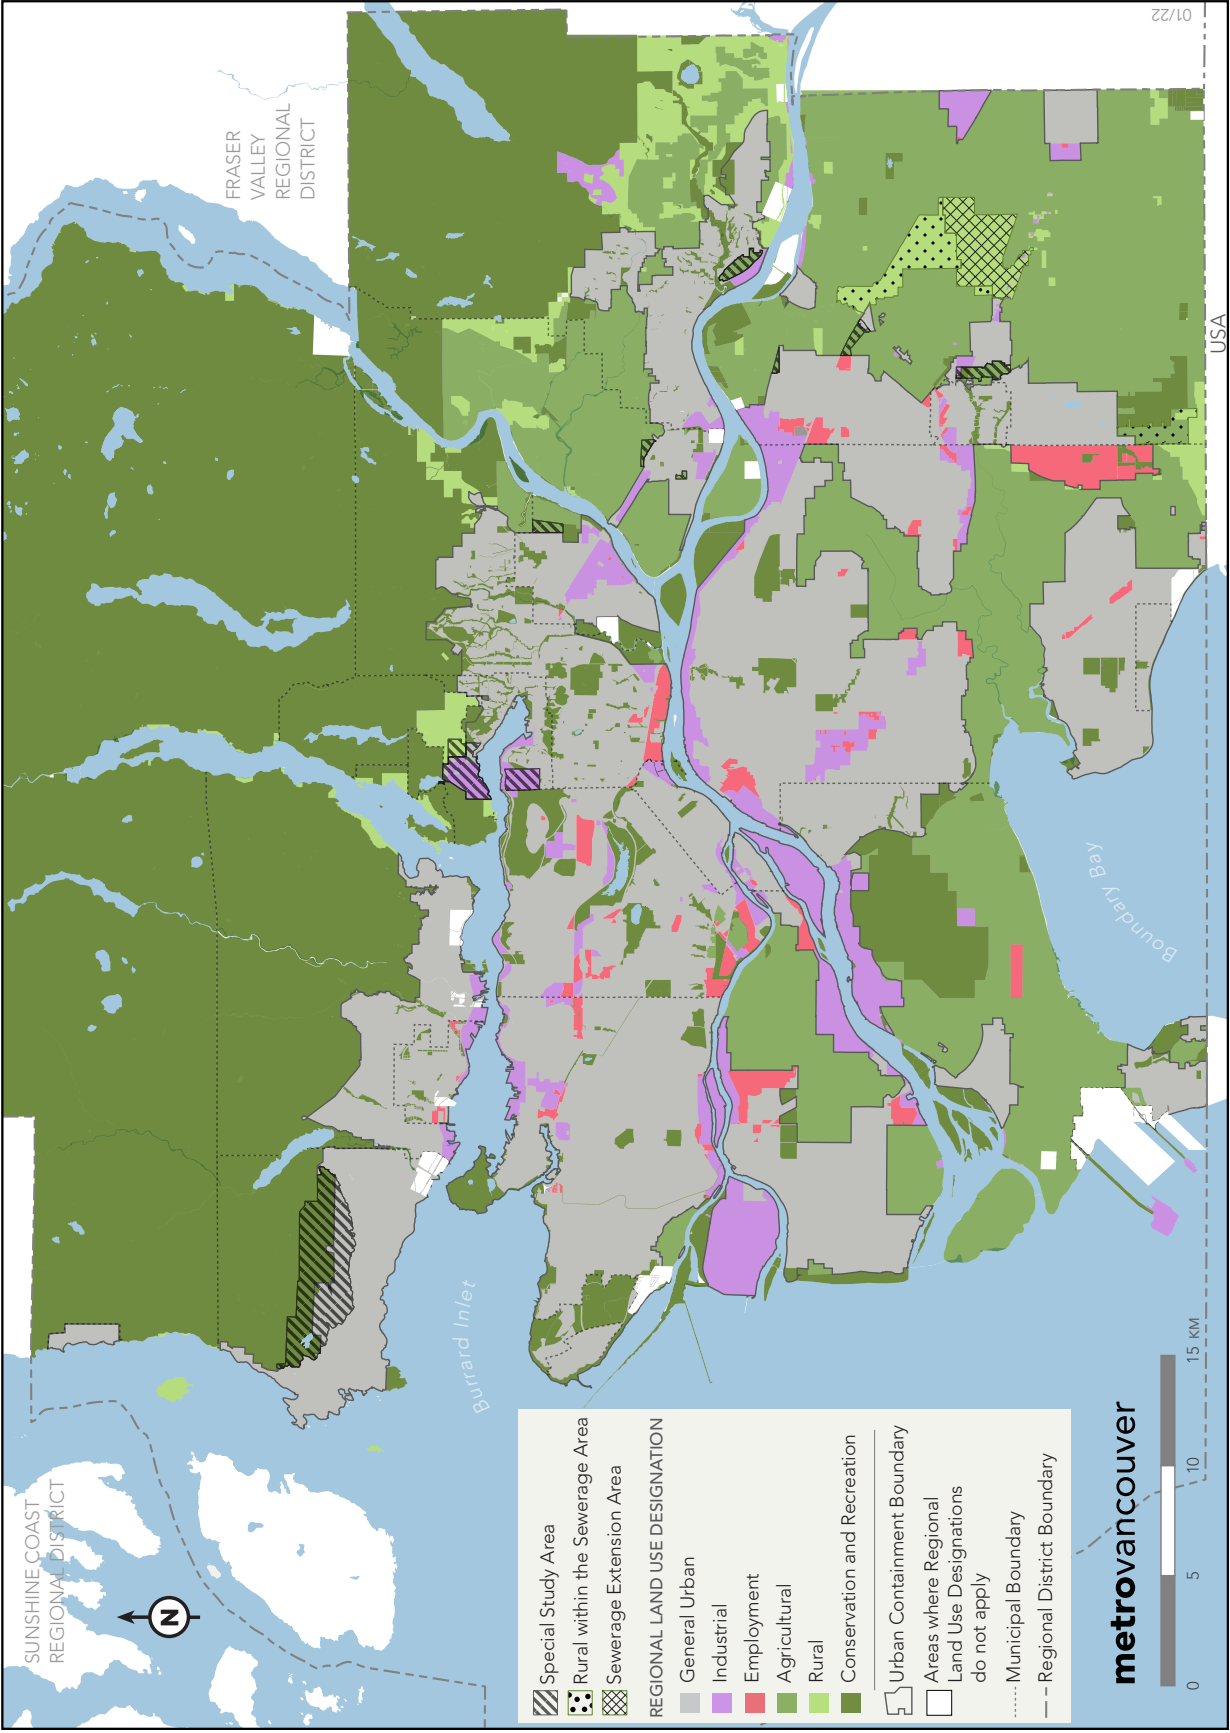 SUNSHINE COAST
REGIONAL DISTRICT
N
FRASER
VALLEY
REGIONAL
DISTRICT
Burrard Inlet
Boundary Bay
USA
01/22
Special Study Area
Rural within the Sewerage Area
Sewerage Extension Area
REGIONAL LAND USE DESIGNATION
General Urban
Industrial
Employment
Agricultural
Rural
Conservation and Recreation
Urban Containment Boundary
Areas where Regional
Land Use Designations
do not apply
Municipal Boundary
Regional District Boundary
metrovancouver
0 5 10 15 KM